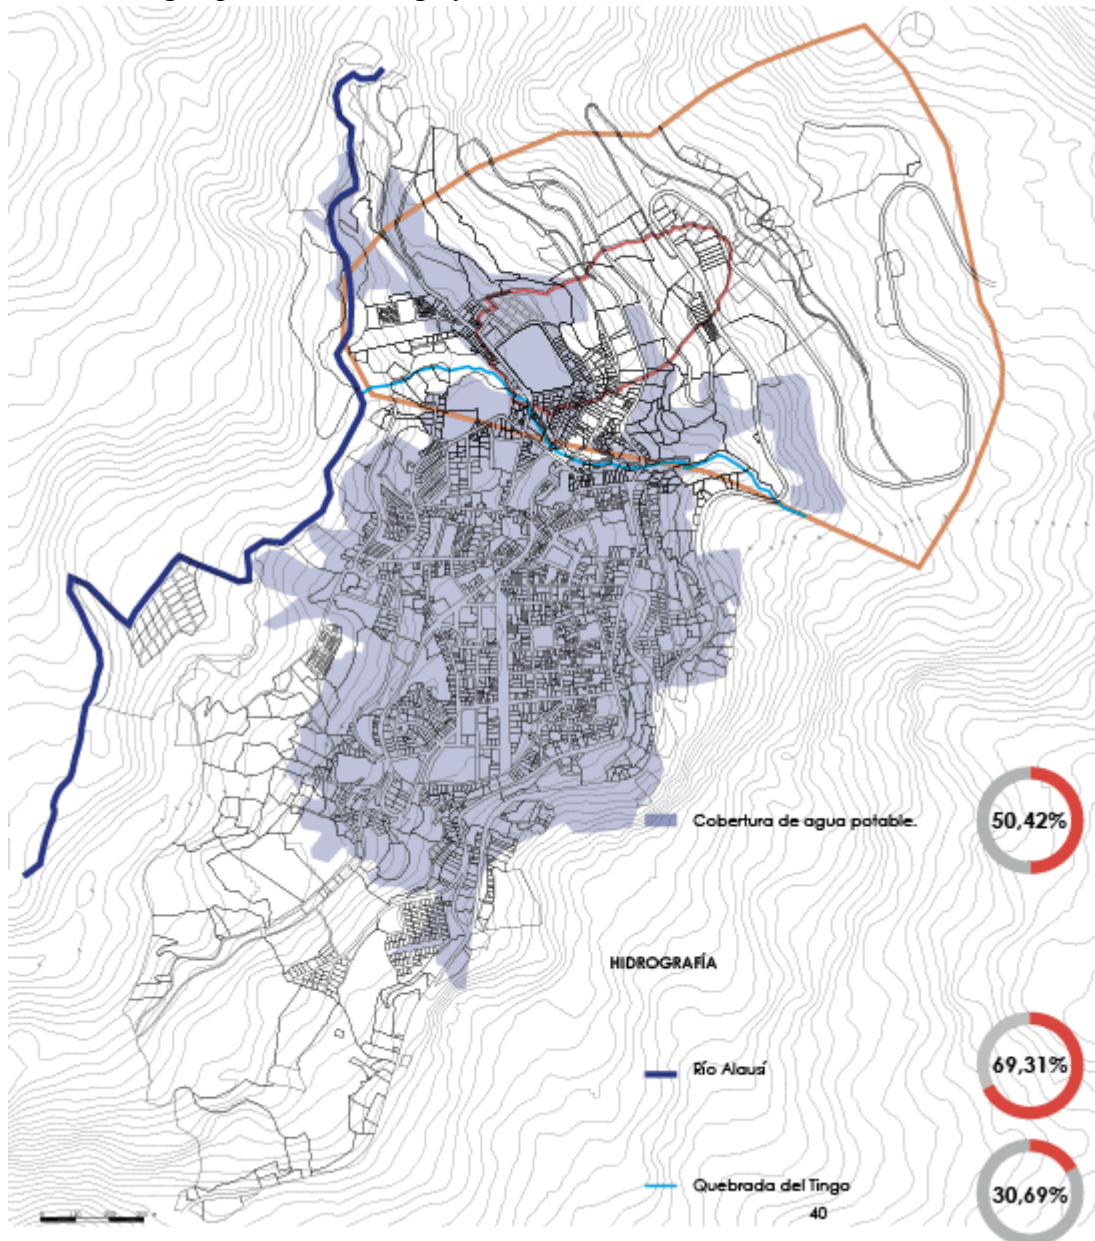 Cobertura de agua potable.
50,42%
HIDROGRAFÍA
Río Alausí
69,31%
Quebrada del Tingo
30,69%
40